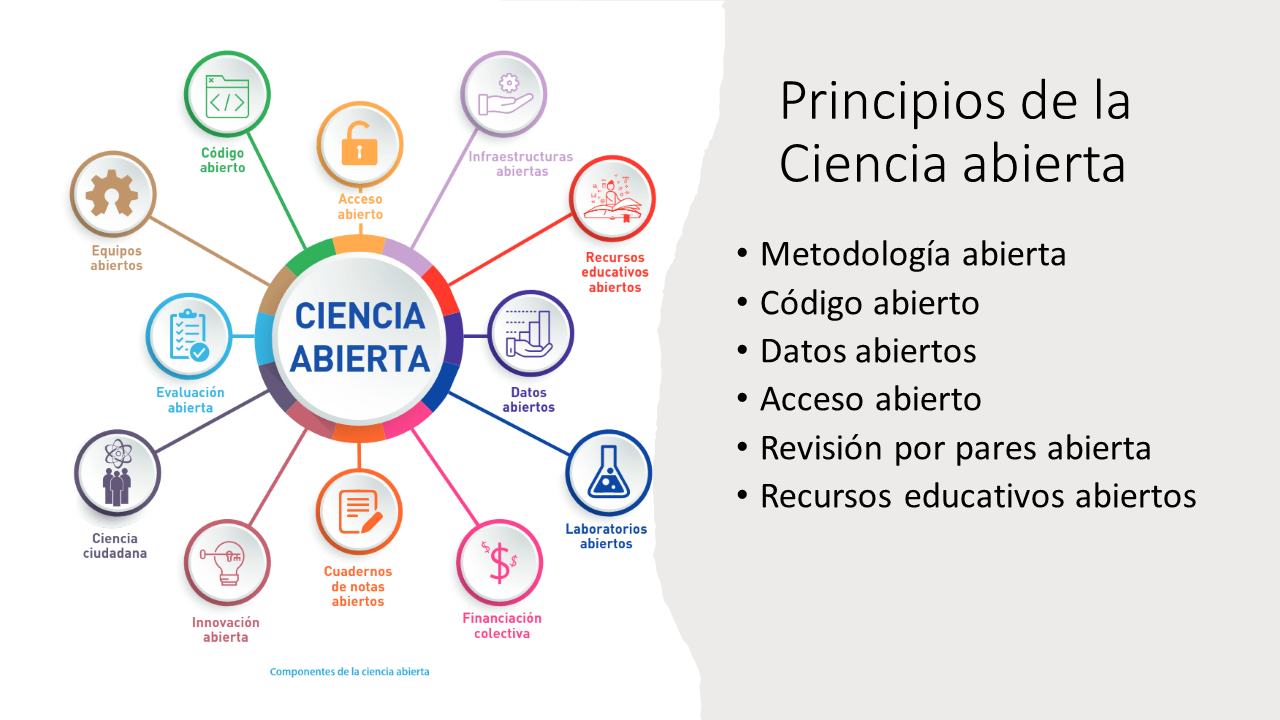 Código
abierto
Acceso
abierto
Infraestructuras
abiertas
Equipos
abiertos
Recursos
educativos
abiertos
CIENCIA
ABIERTA
Evaluación
abierta
Datos
abiertos
Ciencia
ciudadana
Laboratorios
abiertos
Innovación
abierta
Cuadernos
de notas
abiertos
Financiación
colectiva
Componentes de la ciencia abierta
Principios de la
Ciencia abierta
• Metodología abierta
• Código abierto
• Datos abiertos
• Acceso abierto
• Revisión por pares abierta
• Recursos educativos abiertos